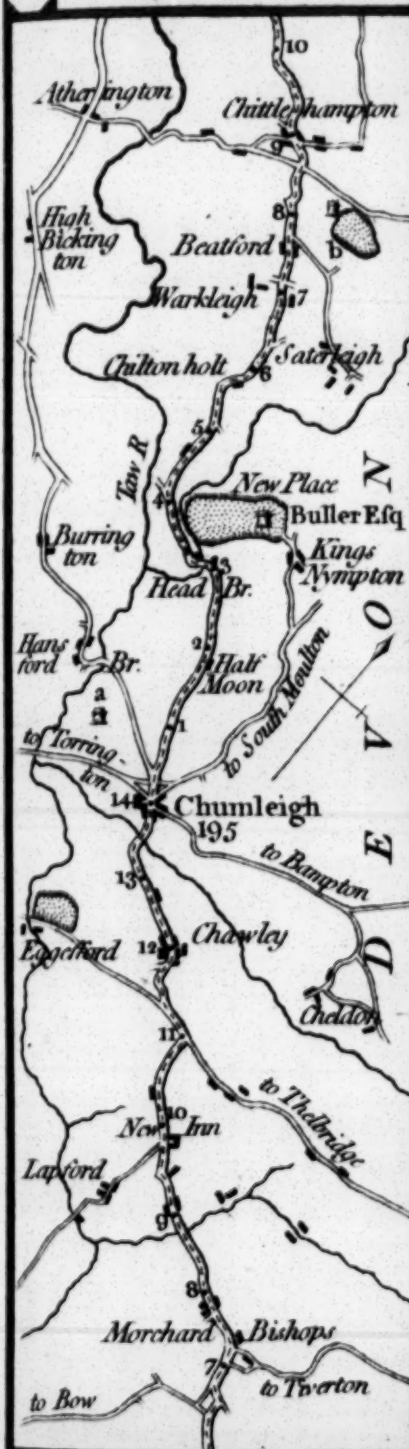 10
Atherington
Chittlehampton
9
8
High
Bicking
ton
a
b
Beatford
Warkleigh
7
Chilton holt
Saterleigh
6
5
N
Taw R
4
New Place
Buller Esq
Kings
Nympton
Burring
ton
3
Head Br.
O
Hans
ford
Br.
2
Half
Moon
a
1
to South Moulton
V
to Torring-
ton
14
Chumleigh
195
to Bampton
E
13
Chawley
12
Eggesford
D
Cheldon
11
to Thelbridge
10
New Inn
Lapford
9
8
Morchard Bishops
7
to Bow
to Tiverton